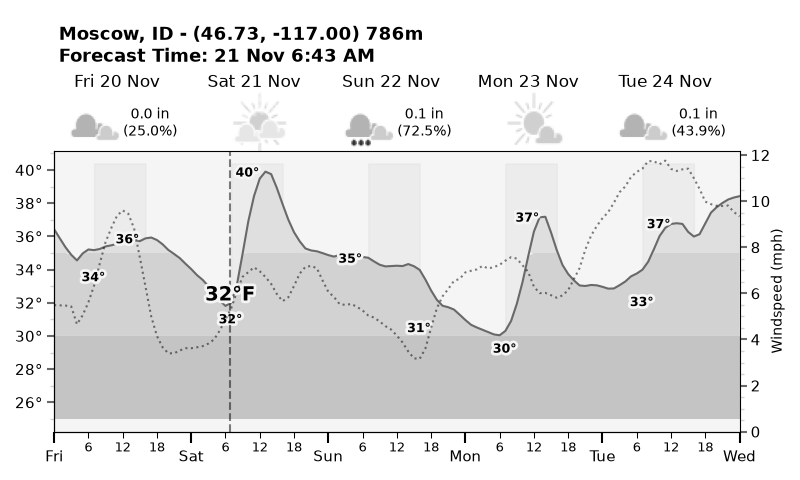 Moscow, ID - (46.73, -117.00) 786m
Forecast Time: 21 Nov 6:43 AM
Fri 20 Nov Sat 21 Nov Sun 22 Nov Mon 23 Nov Tue 24 Nov
0.0 in 0.1 in 0.1 in
(25.0%) (72.5%) (43.9%)
40° 38° 36° 34° 32° 30° 28° 26°
34° 36° 32°F 32° 40° 35° 31° 30° 37° 33° 37°
12 10 8 6 4 2 0
Windspeed (mph)
6 12 18 6 12 18 6 12 18 6 12 18 6 12 18
Fri Sat Sun Mon Tue Wed